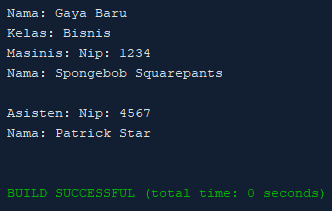 Nama: Gaya Baru
Kelas: Bisnis
Masinis: Nip: 1234
Nama: Spongebob Squarepants
Asisten: Nip: 4567
Nama: Patrick Star
BUILD SUCCESSFUL (total time: 0 seconds)